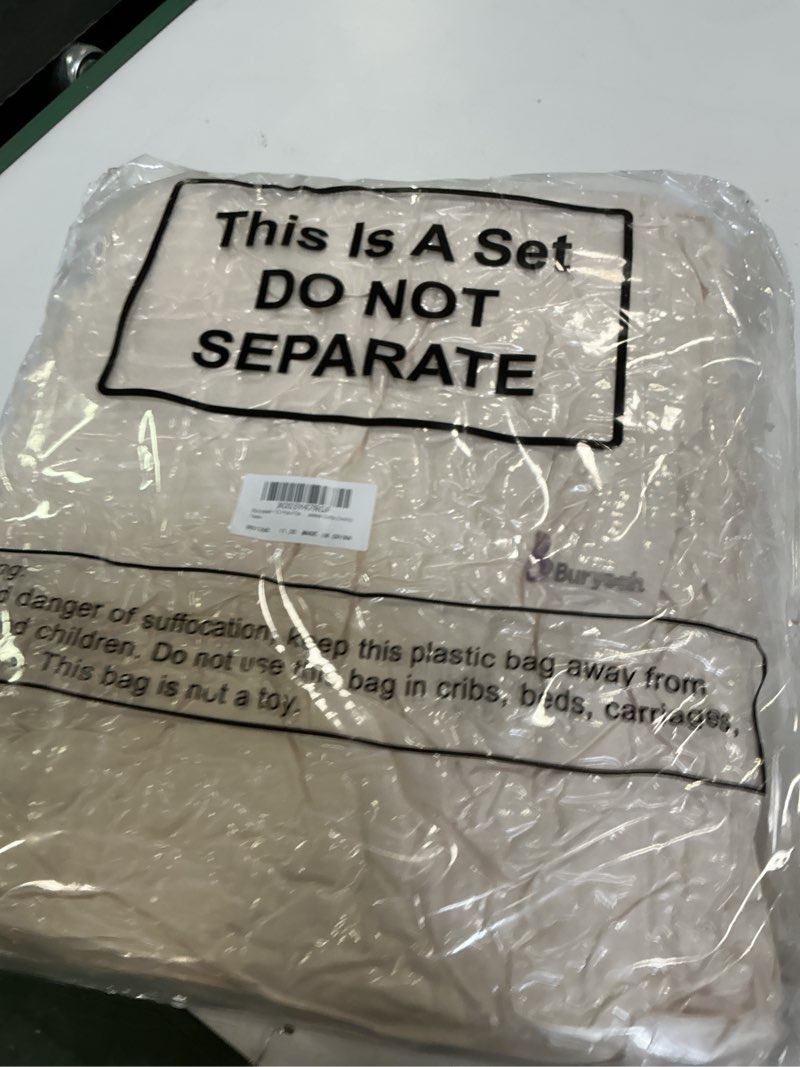 This Is A Set
DO NOT
SEPARATE
Buryeah
ng:
d danger of suffocation, keep this plastic bag away from
d children. Do not use this bag in cribs, beds, carriages,
This bag is not a toy.